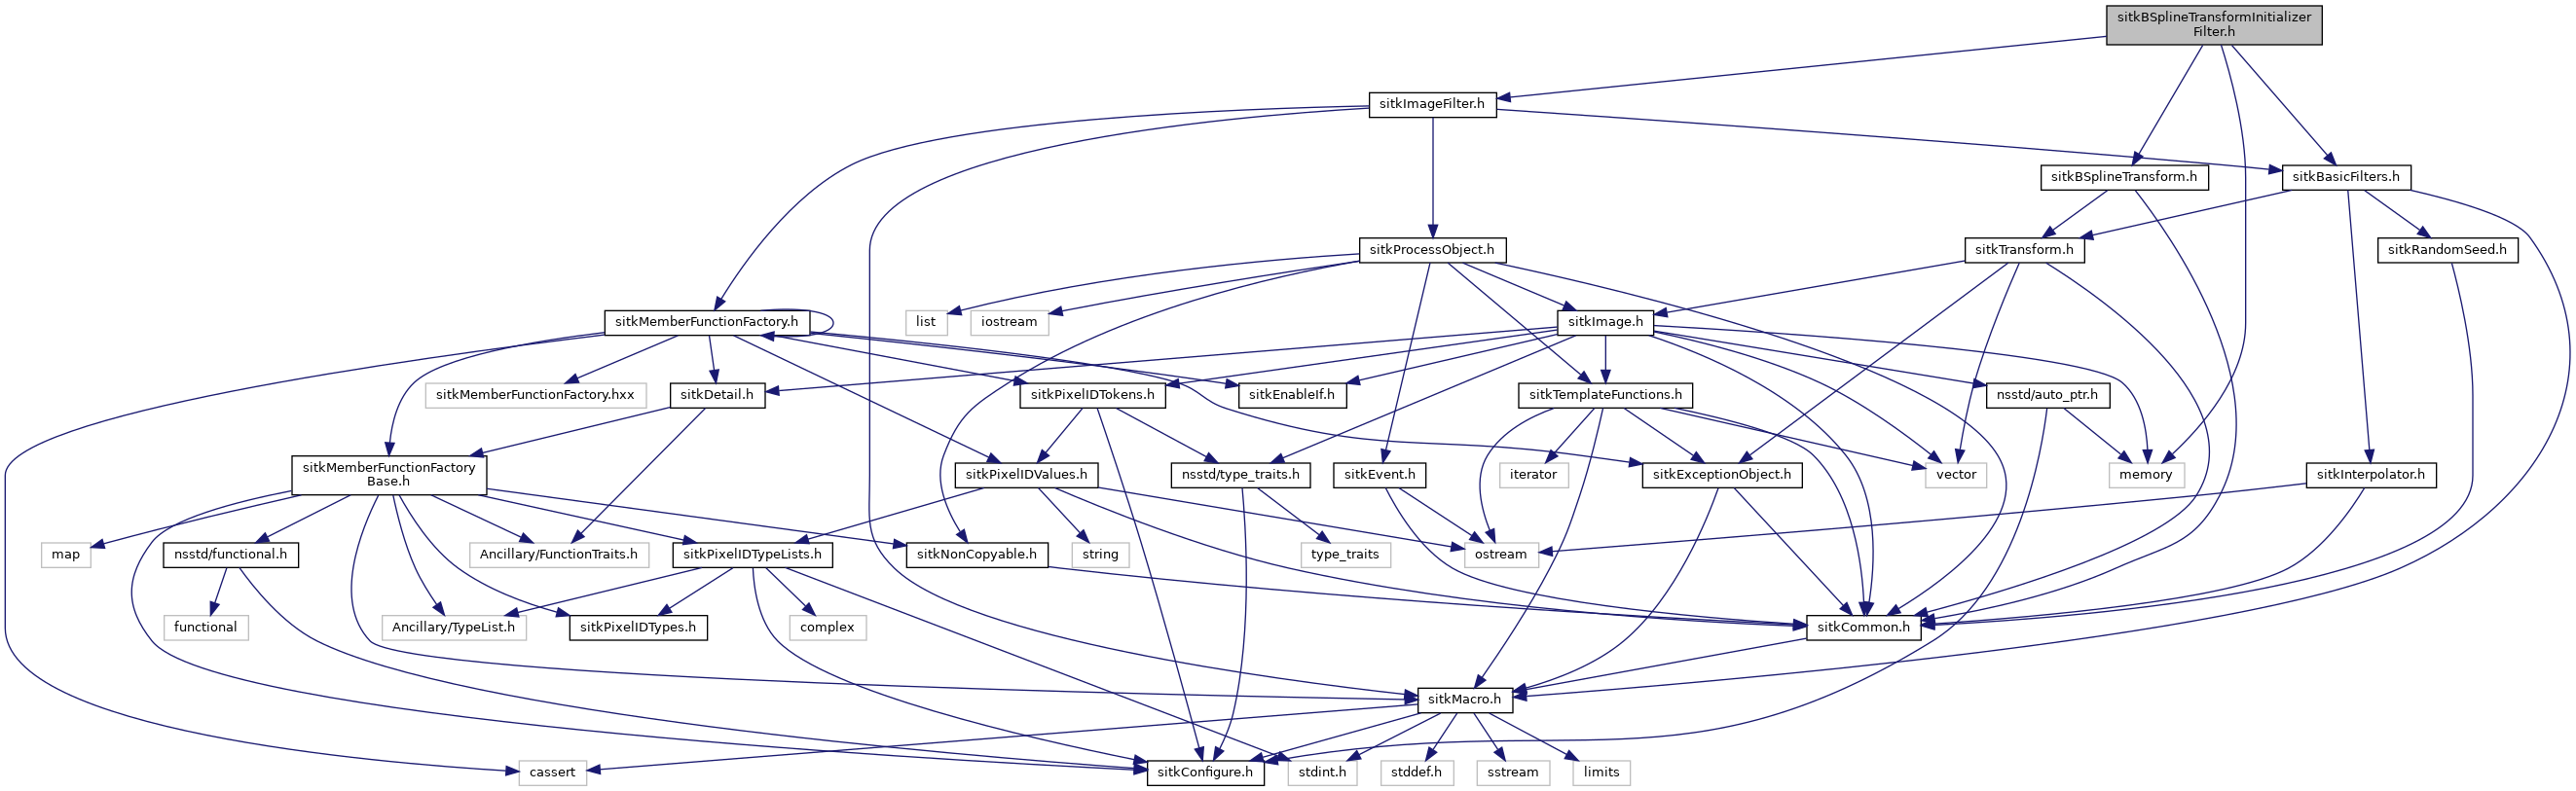 sitkBSplineTransformInitializer
Filter.h
sitkImageFilter.h
sitkBSplineTransform.h
sitkBasicFilters.h
sitkProcessObject.h
sitkTransform.h
sitkRandomSeed.h
sitkMemberFunctionFactory.h
list
iostream
sitkImage.h
sitkMemberFunctionFactory.hxx
sitkDetail.h
sitkPixelIDTokens.h
sitkEnableIf.h
sitkTemplateFunctions.h
nsstd/auto_ptr.h
sitkMemberFunctionFactory
Base.h
sitkPixelIDValues.h
nsstd/type_traits.h
sitkEvent.h
iterator
sitkExceptionObject.h
vector
memory
sitkInterpolator.h
map
nsstd/functional.h
Ancillary/FunctionTraits.h
sitkPixelIDTypeLists.h
sitkNonCopyable.h
string
type_traits
ostream
functional
Ancillary/TypeList.h
sitkPixelIDTypes.h
complex
sitkCommon.h
sitkMacro.h
cassert
sitkConfigure.h
stdint.h
stddef.h
sstream
limits